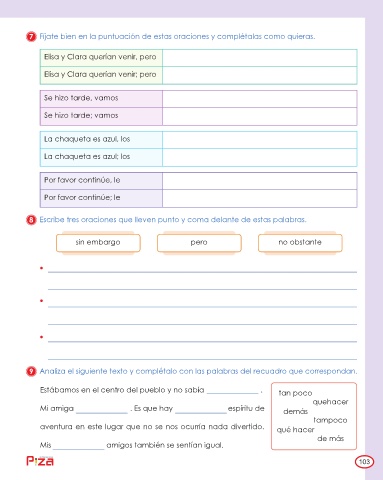 7 Fíjate bien en la puntuación de estas oraciones y complétalas como quieras.
Elisa y Clara querían venir, pero
Elisa y Clara querían venir; pero
Se hizo tarde, vamos
Se hizo tarde; vamos
La chaqueta es azul, los
La chaqueta es azul; los
Por favor continúe, le
Por favor continúe; le
8 Escribe tres oraciones que lleven punto y coma delante de estas palabras.
sin embargo pero no obstante
9 Analiza el siguiente texto y complétalo con las palabras del recuadro que correspondan.
Estábamos en el centro del pueblo y no sabía ____________ .
Mi amiga ____________ . Es que hay ____________ espíritu de
aventura en este lugar que no se nos ocurría nada divertido.
Mis ____________ amigos también se sentían igual.
tan poco
quehacer
demás
tampoco
qué hacer
de más
Piza
103